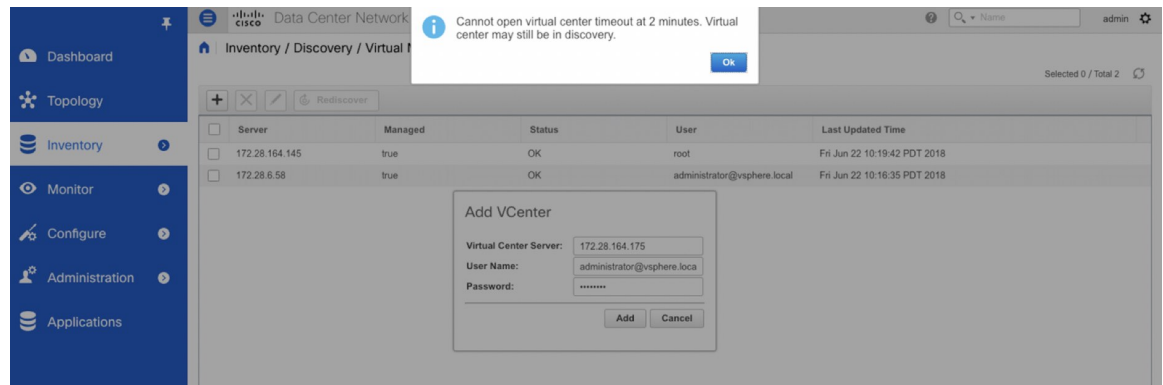 Cannot open virtual center timeout at 2 minutes. Virtual
center may still be in discovery.
Ok
cisco Data Center Network
Name
admin
Inventory / Discovery / Virtual
Selected 0 / Total 2
Dashboard
Topology
Inventory
Monitor
Configure
Administration
Applications
Rediscover
Server Managed Status User Last Updated Time
172.28.164.145 true OK root Fri Jun 22 10:19:42 PDT 2018
172.28.6.58 true OK administrator@vsphere.local Fri Jun 22 10:16:35 PDT 2018
Add VCenter
Virtual Center Server: 172.28.164.175
User Name: administrator@vsphere.loca
Password: ••••••••
Add Cancel